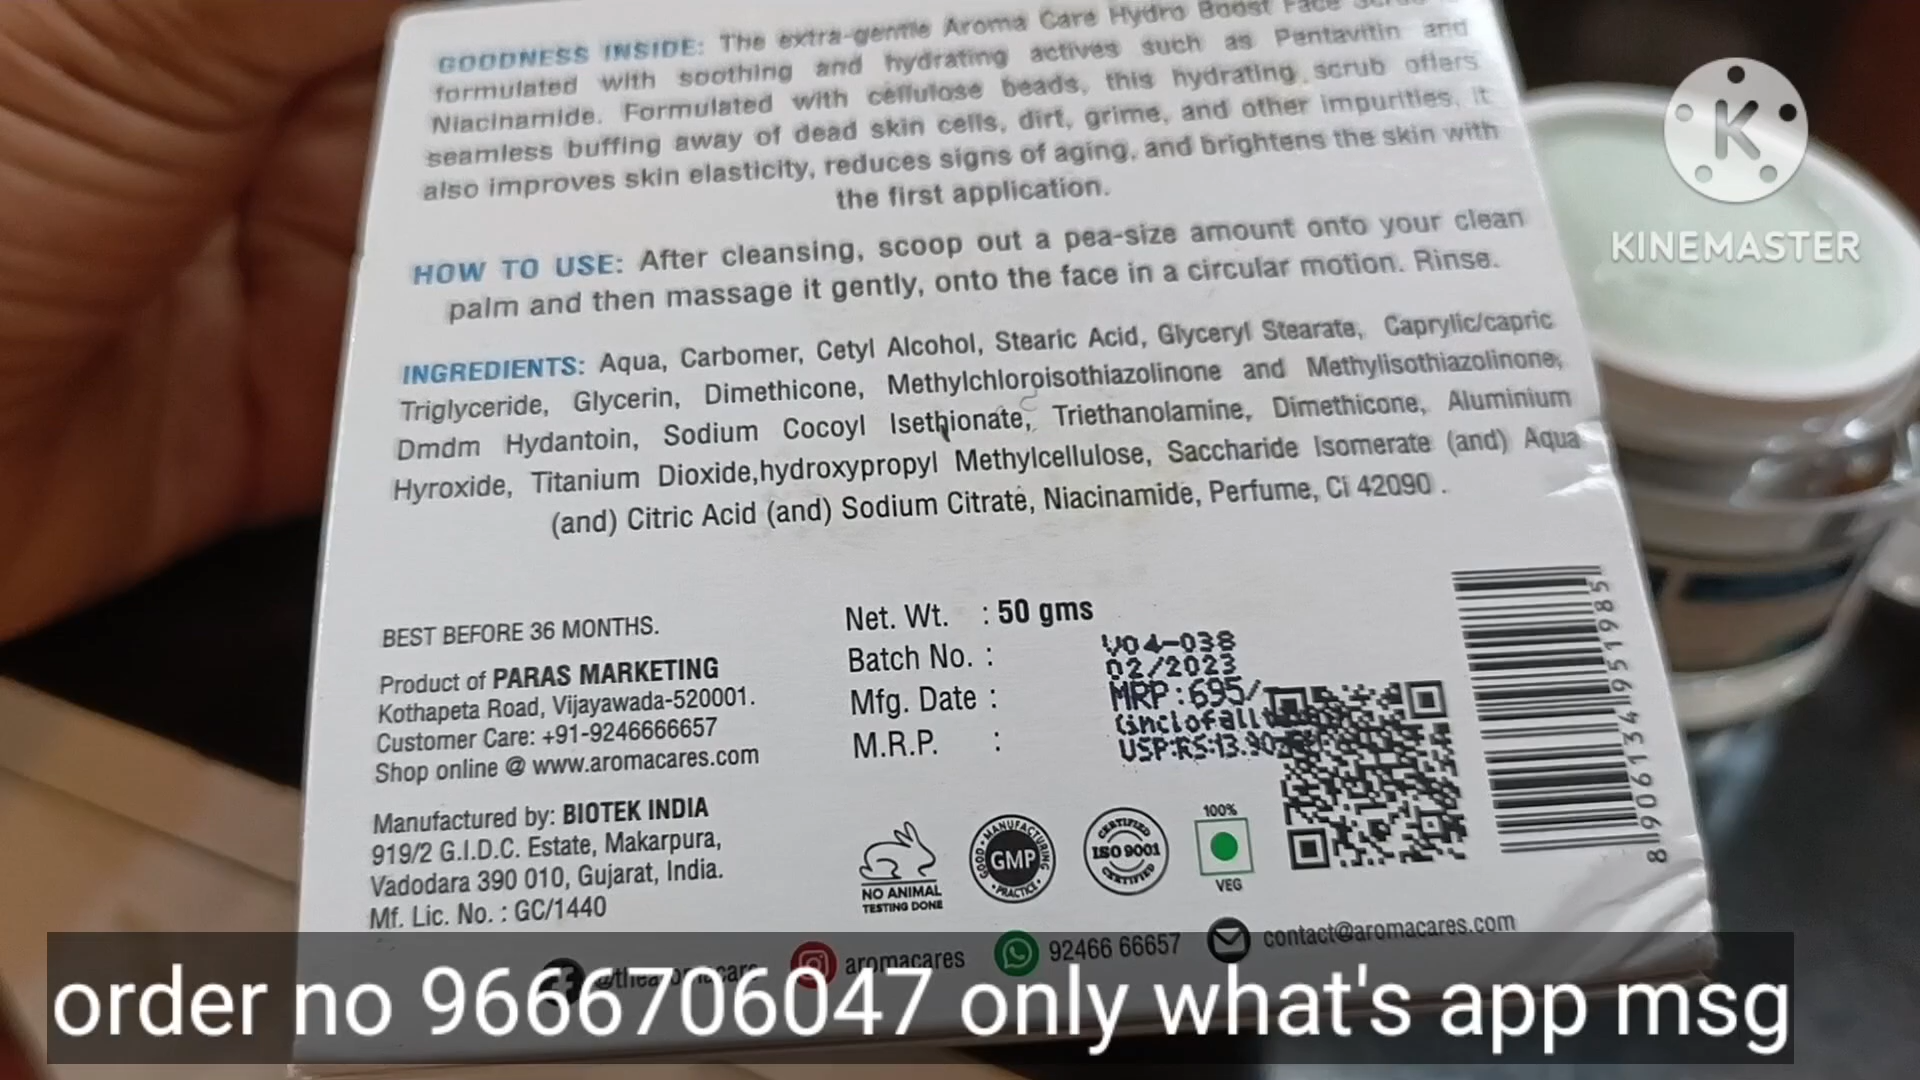 GOODNESS INSIDE: The extra-gentle Aroma Care Hydro Boost Face
formulated with soothing and hydrating actives such as Pentavitin and
Niacinamide. Formulated with cellulose beads, this hydrating scrub offers
seamless buffing away of dead skin cells, dirt, grime, and other impurities, it
also improves skin elasticity, reduces signs of aging, and brightens the skin with
the first application.
HOW TO USE: After cleansing, scoop out a pea-size amount onto your clean
palm and then massage it gently, onto the face in a circular motion. Rinse.
INGREDIENTS: Aqua, Carbomer, Cetyl Alcohol, Stearic Acid, Glyceryl Stearate, Caprylic/capric
Triglyceride, Glycerin, Dimethicone, Methylchloroisothiazolinone and Methylisothiazolinone,
Dmdm Hydantoin, Sodium Cocoyl Isethionate, Triethanolamine, Dimethicone, Aluminium
Hyroxide, Titanium Dioxide,hydroxypropyl Methylcellulose, Saccharide Isomerate (and) Aqua
(and) Citric Acid (and) Sodium Citrate, Niacinamide, Perfume, Ci 42090 .
BEST BEFORE 36 MONTHS.
Product of PARAS MARKETING
Kothapeta Road, Vijayawada-520001.
Customer Care: +91-9246666657
Shop online @ www.aromacares.com
Manufactured by: BIOTEK INDIA
919/2 G.I.D.C. Estate, Makarpura,
Vadodara 390 010, Gujarat, India.
Mf. Lic. No. : GC/1440
Net. Wt. : 50 gms
Batch No. :
Mfg. Date :
M.R.P. :
V04-038
02/2023
MRP:695/
(inclofall
USP:RS:13.90
NO ANIMAL
TESTING DONE
GOOD MANUFACTURING
GMP
PRACTICE
CERTIFIED
ISO 9001
CERTIFIED
100%
VEG
89061341951985
aromacares
92466 66657
contact@aromacares.com
order no 9666706047 only what's app msg
K
KINEMASTER